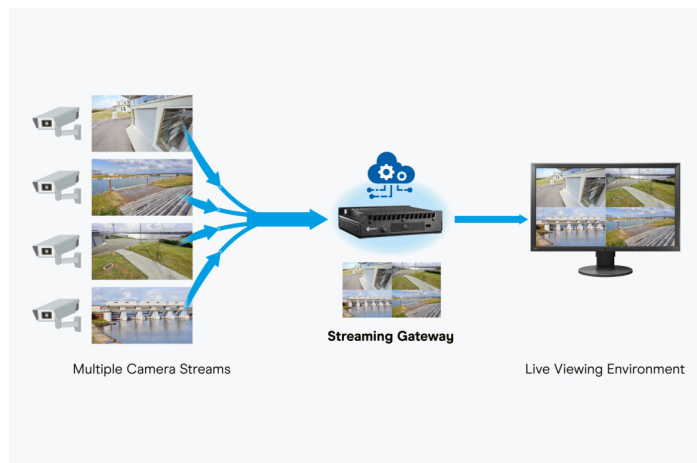 Streaming Gateway
Multiple Camera Streams
Live Viewing Environment